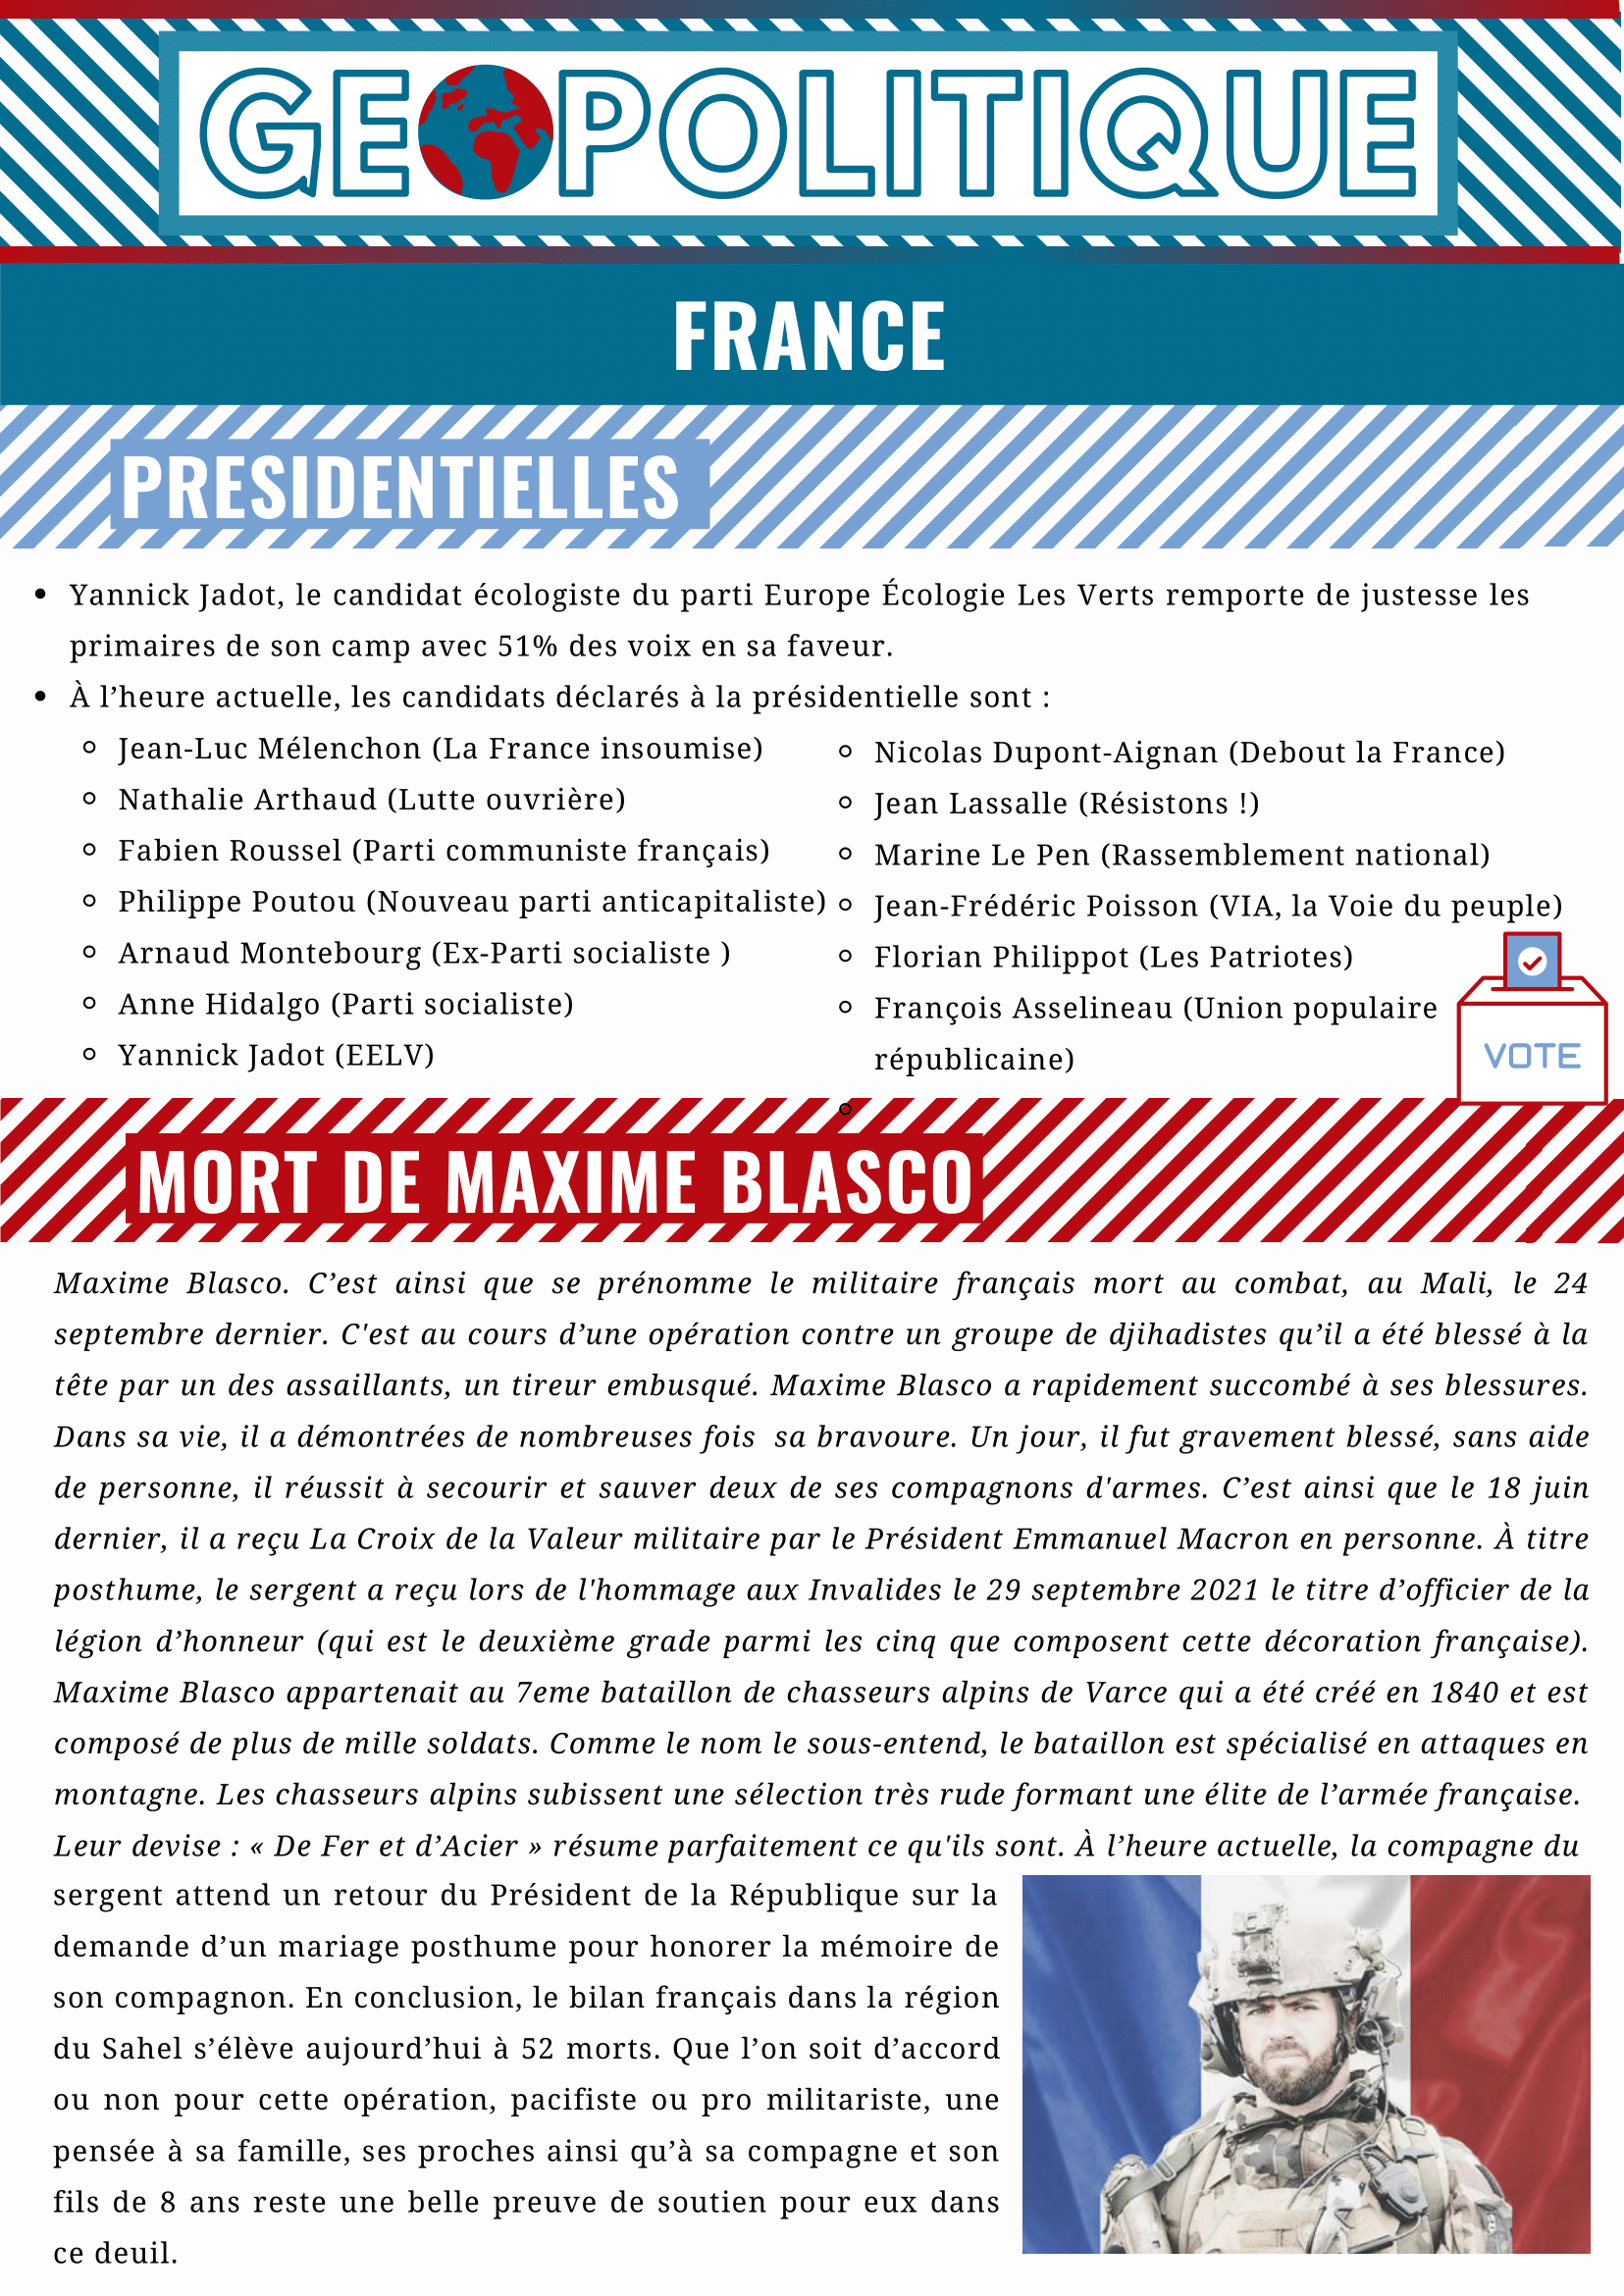 GEOPOLITIQUE
FRANCE
PRESIDENTIELLES
• Yannick Jadot, le candidat écologiste du parti Europe Écologie Les Verts remporte de justesse les
primaires de son camp avec 51% des voix en sa faveur.
• À l’heure actuelle, les candidats déclarés à la présidentielle sont :
Jean-Luc Mélenchon (La France insoumise)
Nathalie Arthaud (Lutte ouvrière)
Fabien Roussel (Parti communiste français)
Philippe Poutou (Nouveau parti anticapitaliste)
Arnaud Montebourg (Ex-Parti socialiste )
Anne Hidalgo (Parti socialiste)
Yannick Jadot (EELV)
Nicolas Dupont-Aignan (Debout la France)
Jean Lassalle (Résistons !)
Marine Le Pen (Rassemblement national)
Jean-Frédéric Poisson (VIA, la Voie du peuple)
Florian Philippot (Les Patriotes)
François Asselineau (Union populaire
républicaine)
VOTE
MORT DE MAXIME BLASCO
Maxime Blasco. C’est ainsi que se prénomme le militaire français mort au combat, au Mali, le 24
septembre dernier. C'est au cours d’une opération contre un groupe de djihadistes qu’il a été blessé à la
tête par un des assaillants, un tireur embusqué. Maxime Blasco a rapidement succombé à ses blessures.
Dans sa vie, il a démontrées de nombreuses fois  sa bravoure. Un jour, il fut gravement blessé, sans aide
de personne, il réussit à secourir et sauver deux de ses compagnons d'armes. C’est ainsi que le 18 juin
dernier, il a reçu La Croix de la Valeur militaire par le Président Emmanuel Macron en personne. À titre
posthume, le sergent a reçu lors de l'hommage aux Invalides le 29 septembre 2021 le titre d’officier de la
légion d’honneur (qui est le deuxième grade parmi les cinq que composent cette décoration française).
Maxime Blasco appartenait au 7eme bataillon de chasseurs alpins de Varce qui a été créé en 1840 et est
composé de plus de mille soldats. Comme le nom le sous-entend, le bataillon est spécialisé en attaques en
montagne. Les chasseurs alpins subissent une sélection très rude formant une élite de l’armée française.
Leur devise : « De Fer et d’Acier » résume parfaitement ce qu'ils sont. À l’heure actuelle, la compagne du
sergent attend un retour du Président de la République sur la
demande d’un mariage posthume pour honorer la mémoire de
son compagnon. En conclusion, le bilan français dans la région
du Sahel s’élève aujourd’hui à 52 morts. Que l’on soit d’accord
ou non pour cette opération, pacifiste ou pro militariste, une
pensée à sa famille, ses proches ainsi qu’à sa compagne et son
fils de 8 ans reste une belle preuve de soutien pour eux dans
ce deuil.